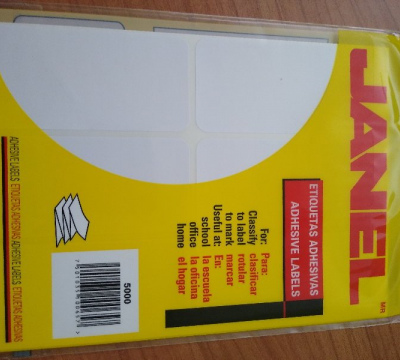 JANEL
MR
ETIQUETAS ADHESIVAS
ADHESIVE LABELS
For: Para:
Classify clasificar
to label rotular
to mark marcar
Useful at: En:
school la escuela
office la oficina
home el hogar
5000
ADHESIVE LABELS ETIQUETAS ADHESIVAS ADHESIVE LABELS ETIQUETAS ADHESIVAS